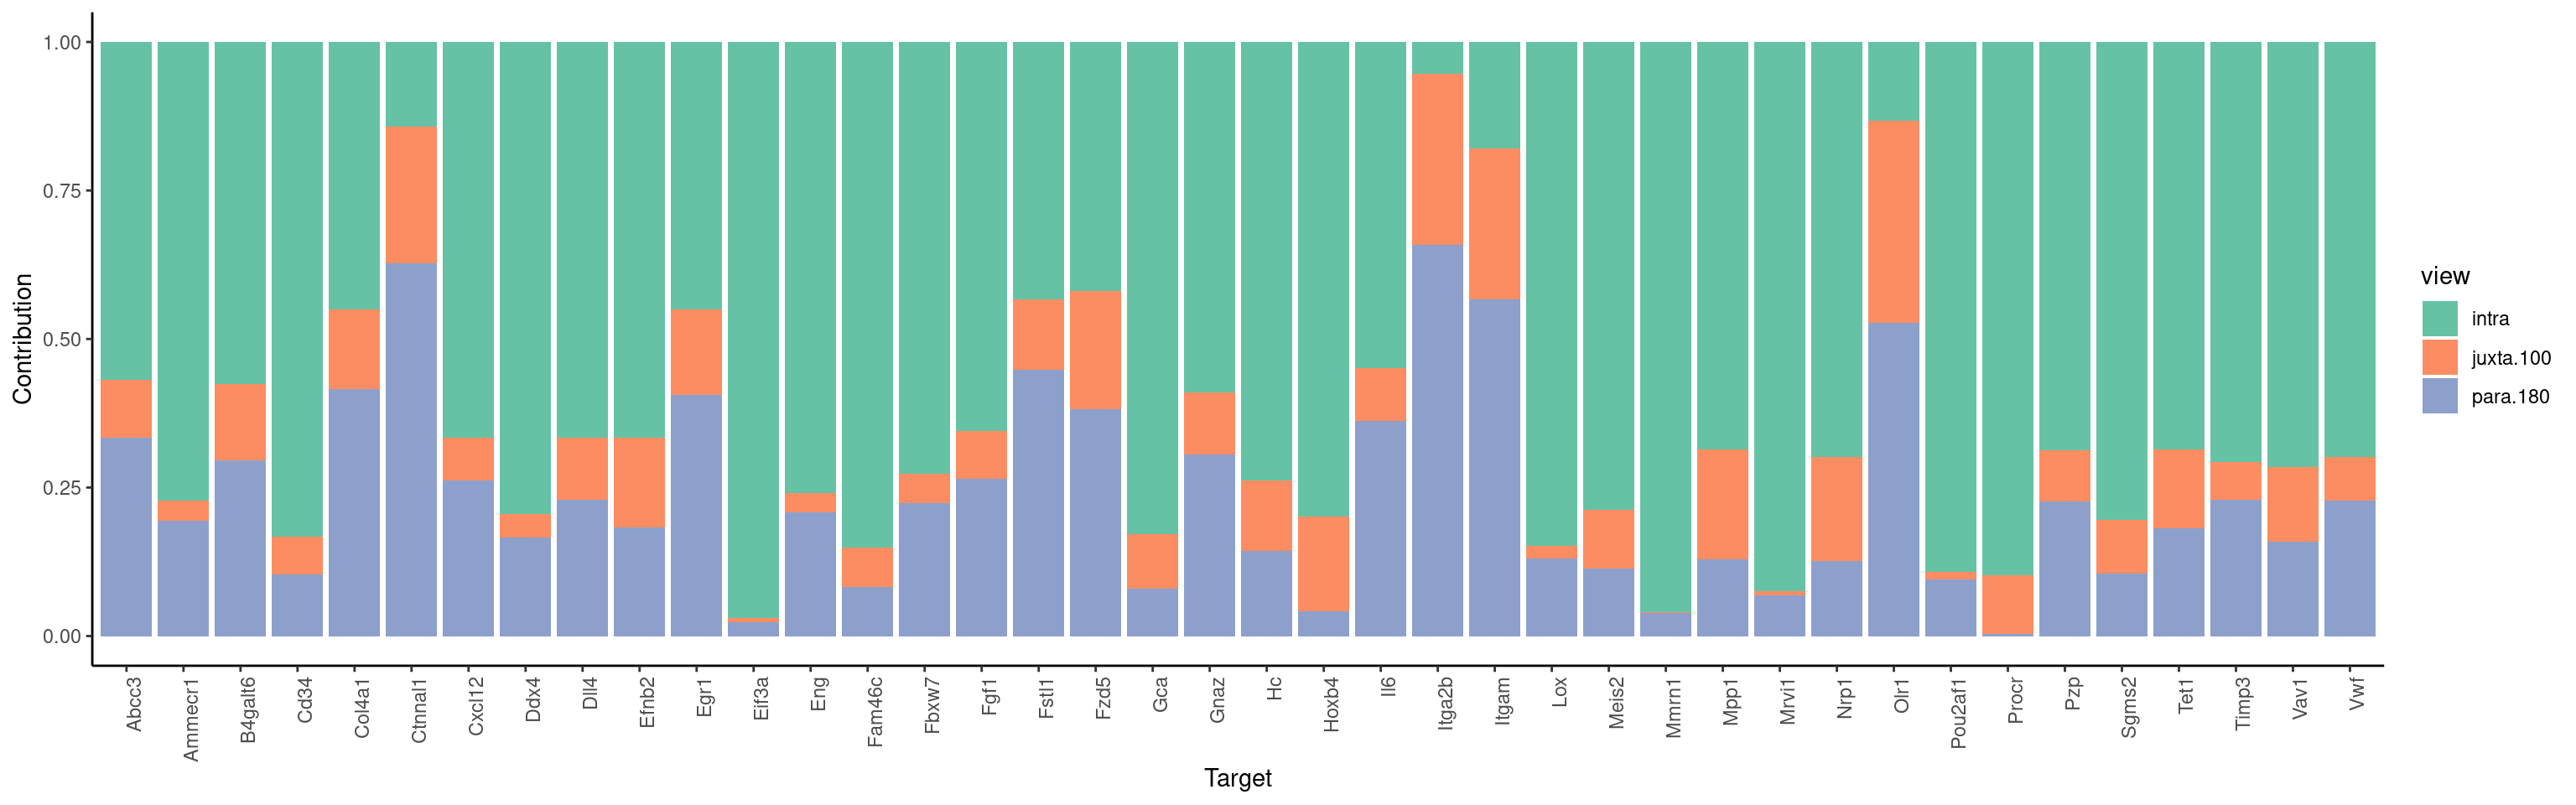 1.00
0.75
0.50
0.25
0.00
Contribution
Abcc3
Ammecr1
B4galt6
Cd34
Col4a1
Ctnnal1
Cxcl12
Ddx4
Dll4
Efnb2
Egr1
Eif3a
Eng
Fam46c
Fbxw7
Fgf1
Fstl1
Fzd5
Gca
Gnaz
Hc
Hoxb4
Il6
Itga2b
Itgam
Lox
Meis2
Mmrn1
Mpp1
Mrvi1
Nrp1
Olr1
Pou2af1
Procr
Pzp
Sgms2
Tet1
Timp3
Vav1
Vwf
Target
view
intra
juxta.100
para.180